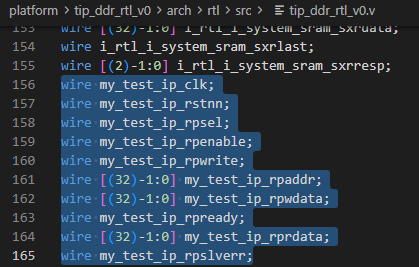 platform > tip_ddr_rtl_v0 > arch > rtl > src > tip_ddr_rtl_v0.v
153 wire [(32)-1:0] i_rtl_i_system_sram_sxrdata;
154 wire i_rtl_i_system_sram_sxrlast;
155 wire [(2)-1:0] i_rtl_i_system_sram_sxrresp;
156 wire my_test_ip_clk;
157 wire my_test_ip_rstnn;
158 wire my_test_ip_rpsel;
159 wire my_test_ip_rpenable;
160 wire my_test_ip_rpwrite;
161 wire [(32)-1:0] my_test_ip_rpaddr;
162 wire [(32)-1:0] my_test_ip_rpwdata;
163 wire my_test_ip_rpready;
164 wire [(32)-1:0] my_test_ip_rprdata;
165 wire my_test_ip_rpslverr;